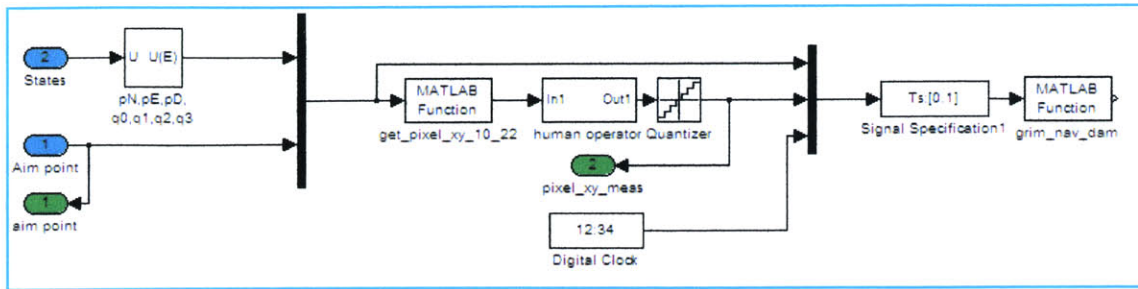 2
States
U U(E)
pN,pE,pD,
q0,q1,q2,q3
1
Aim point
1
aim point
MATLAB
Function
get_pixel_xy_10_22
In1 Out1
human operator
Quantizer
2
pixel_xy_meas
12:34
Digital Clock
Ts:[0.1]
Signal Specification1
MATLAB
Function
grim_nav_dam